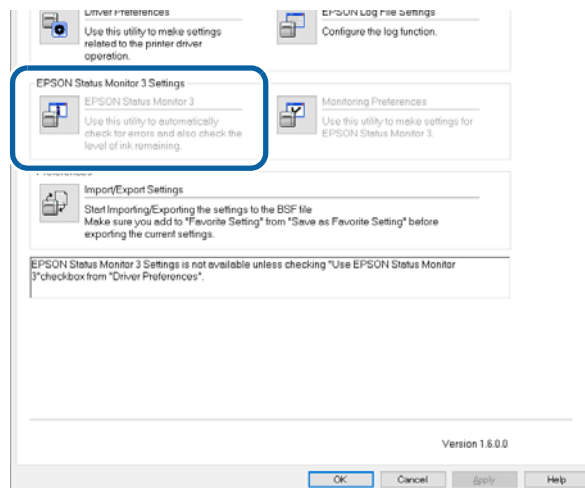 Driver Preferences
Use this utility to make settings
related to the printer driver
operation.
EPSON Log File Settings
Configure the log function.
EPSON Status Monitor 3 Settings
EPSON Status Monitor 3
Use this utility to automatically
check for errors and also check the
level of ink remaining.
Monitoring Preferences
Use this utility to make settings for
EPSON Status Monitor 3.
Preferences
Import/Export Settings
Start Importing/Exporting the settings to the BSF file
Make sure you add to "Favorite Setting" from "Save as Favorite Setting" before
exporting the current settings.
EPSON Status Monitor 3 Settings is not available unless checking "Use EPSON Status Monitor
3"checkbox from "Driver Preferences".
Version 1.6.0.0
OK
Cancel
Apply
Help